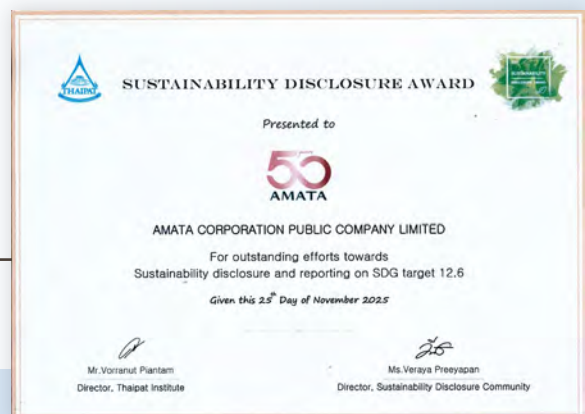 THAIPAT
SUSTAINABILITY DISCLOSURE AWARD
SUSTAINABILITY
Presented to
50
AMATA
AMATA CORPORATION PUBLIC COMPANY LIMITED
For outstanding efforts towards
Sustainability disclosure and reporting on SDG target 12.6
Given this 25th Day of November 2025
Mr.Vorranut Piantam
Ms.Veraya Preeyapan
Director, Thaipat Institute
Director, Sustainability Disclosure Community